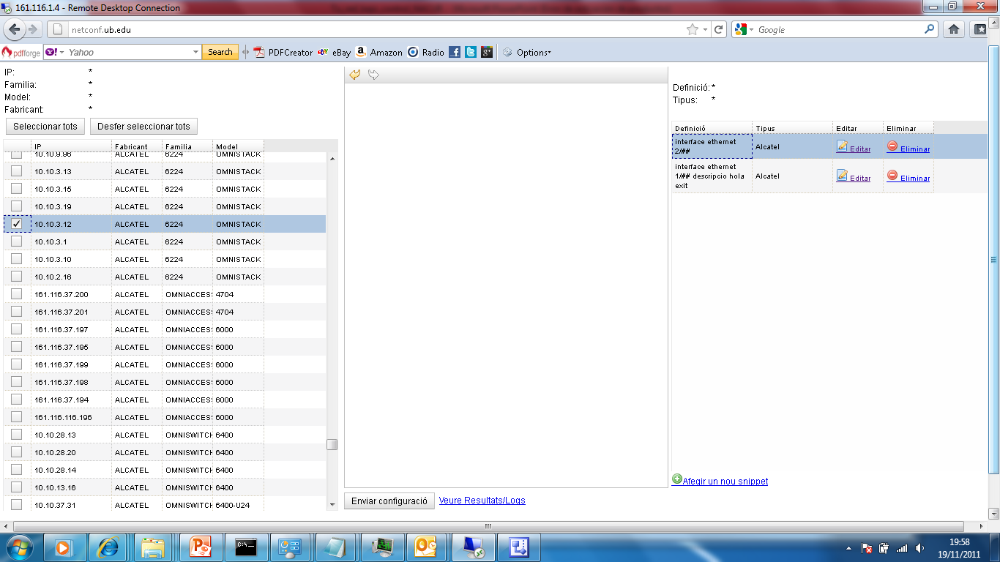 161.116.1.4 - Remote Desktop Connection
netconf.ub.edu
Google
pdfforge
Y! Yahoo
Search
PDFCreator
eBay
Amazon
Radio
Options
IP: *
Familia: *
Model: *
Fabricant: *
Seleccionar tots
Desfer seleccionar tots
IP Fabricant Familia Model
10.10.9.96 ALCATEL 6224 OMNISTACK
10.10.3.13 ALCATEL 6224 OMNISTACK
10.10.3.15 ALCATEL 6224 OMNISTACK
10.10.3.19 ALCATEL 6224 OMNISTACK
10.10.3.12 ALCATEL 6224 OMNISTACK
10.10.3.1 ALCATEL 6224 OMNISTACK
10.10.3.10 ALCATEL 6224 OMNISTACK
10.10.2.16 ALCATEL 6224 OMNISTACK
161.116.37.200 ALCATEL OMNIACCESS 4704
161.116.37.201 ALCATEL OMNIACCESS 4704
161.116.37.197 ALCATEL OMNIACCESS 6000
161.116.37.195 ALCATEL OMNIACCESS 6000
161.116.37.199 ALCATEL OMNIACCESS 6000
161.116.37.198 ALCATEL OMNIACCESS 6000
161.116.37.194 ALCATEL OMNIACCESS 6000
161.116.116.196 ALCATEL OMNIACCESS 6000
10.10.28.13 ALCATEL OMNISWITCH 6400
10.10.28.20 ALCATEL OMNISWITCH 6400
10.10.28.14 ALCATEL OMNISWITCH 6400
10.10.13.16 ALCATEL OMNISWITCH 6400
10.10.37.31 ALCATEL OMNISWITCH 6400-U24
Enviar configuració
Veure Resultats/Logs
Definició: *
Tipus: *
Definició Tipus Editar Eliminar
interface ethernet
2/## Alcatel Editar Eliminar
interface ethernet
1/## descripcio hola Alcatel Editar Eliminar
exit
Afegir un nou snippet
C:\_
19:58
19/11/2011